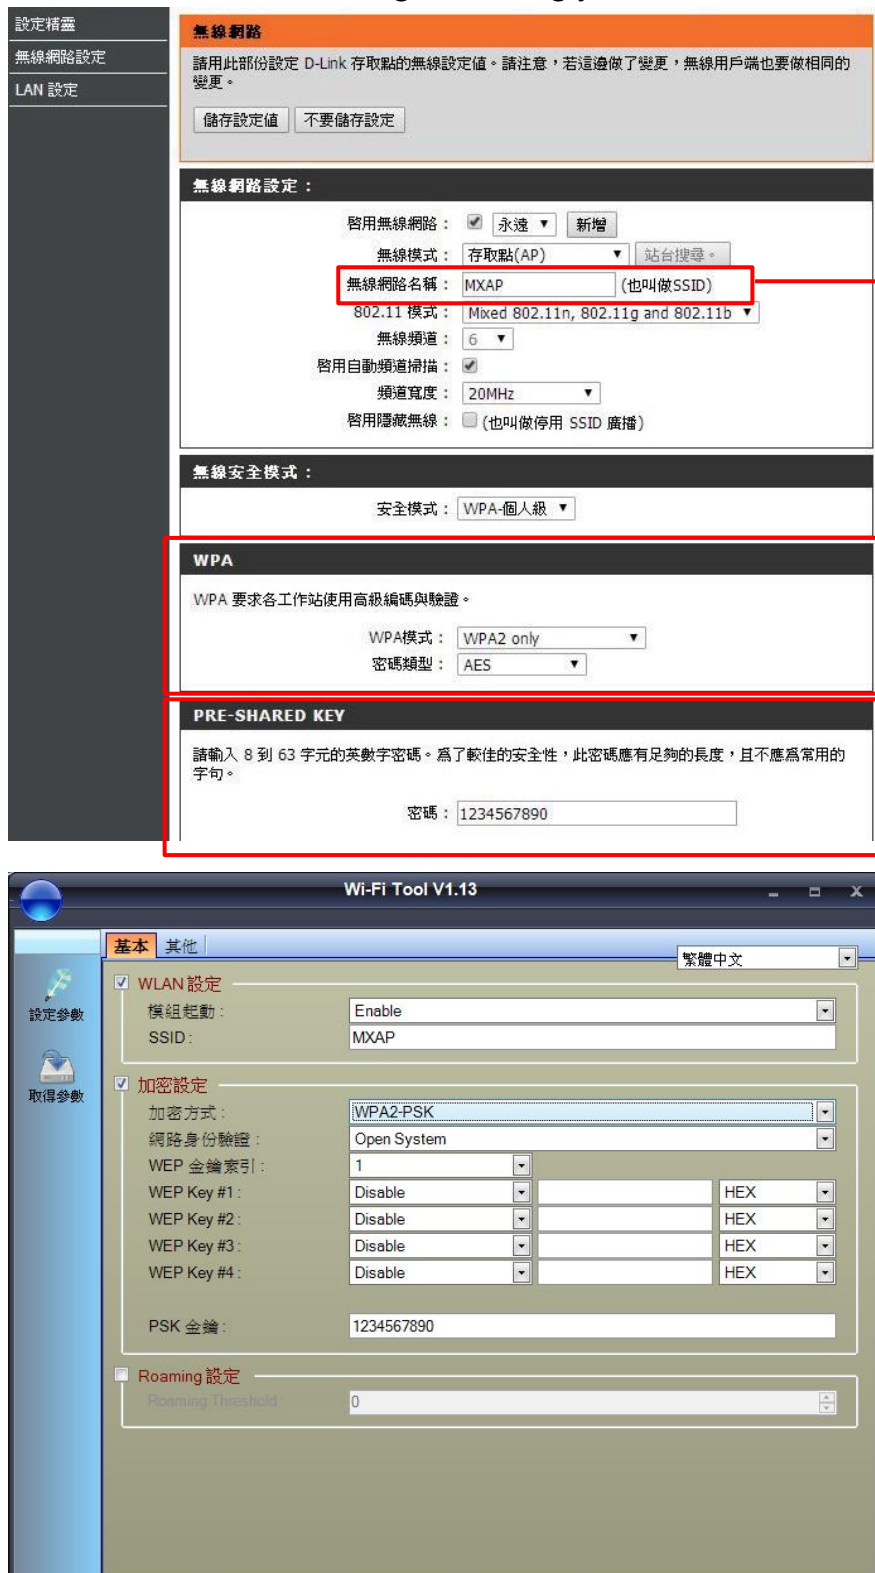 設定精靈
無線網路設定
LAN 設定
無線網路
請用此部份設定 D-Link 存取點的無線設定值。請注意，若這邊做了變更，無線用戶端也要做相同的
變更。
儲存設定值 不要儲存設定
無線網路設定：
啓用無線網路： 永遠 新增
無線模式： 存取點(AP) 站台搜尋。
無線網路名稱： MXAP (也叫做SSID)
802.11 模式： Mixed 802.11n, 802.11g and 802.11b
無線頻道： 6
啓用自動頻道掃描：
頻道寬度： 20MHz
啓用隱藏無線： (也叫做停用 SSID 廣播)
無線安全模式：
安全模式： WPA-個人級
WPA
WPA 要求各工作站使用高級編碼與驗證。
WPA模式： WPA2 only
密碼類型： AES
PRE-SHARED KEY
請輸入 8 到 63 字元的英數字密碼。爲了較佳的安全性，此密碼應有足夠的長度，且不應爲常用的
字句。
密碼： 1234567890
Wi-Fi Tool V1.13
基本 其他
繁體中文
設定參數
取得參數
WLAN 設定
模組起動 : Enable
SSID : MXAP
加密設定
加密方式 : WPA2-PSK
網路身份驗證 : Open System
WEP 金鑰索引 : 1
WEP Key #1 : Disable HEX
WEP Key #2 : Disable HEX
WEP Key #3 : Disable HEX
WEP Key #4 : Disable HEX
PSK 金鑰 : 1234567890
Roaming 設定
Roaming Threshold 0